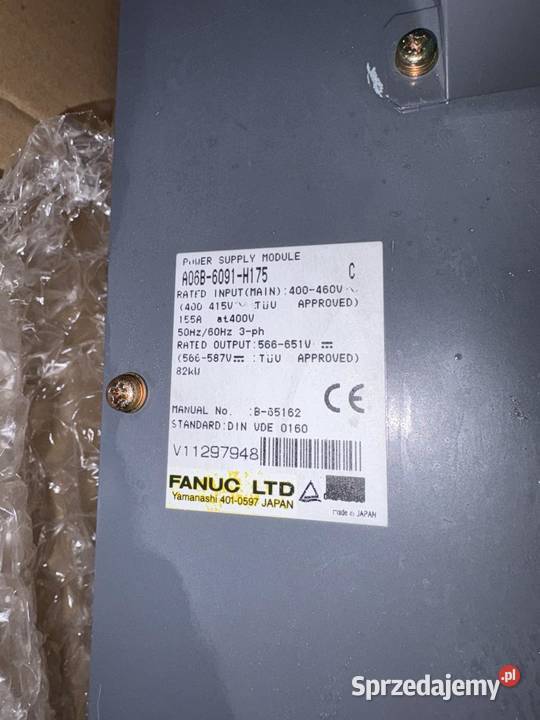 POWER SUPPLY MODULE
A06B-6091-H175 C
RATED INPUT(MAIN):400-460V
(400 415V :TUV APPROVED)
155A at400V
50Hz/60Hz 3-ph
RATED OUTPUT:566-651V
(566-587V :TUV APPROVED)
82kW
MANUAL No. :B-65162
STANDARD:DIN VDE 0160
CE
V11297948
FANUC LTD
Yamanashi 401-0597 JAPAN
made in JAPAN
Sprzedajemy.pl